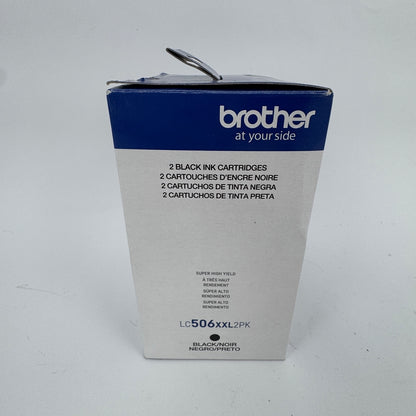 brother
at your side
2 BLACK INK CARTRIDGES
2 CARTOUCHES D'ENCRE NOIRE
2 CARTUCHOS DE TINTA NEGRA
2 CARTUCHOS DE TINTA PRETA
SUPER HIGH YIELD
À TRÈS HAUT
RENDEMENT
SÚPER ALTO
RENDIMIENTO
SUPER ALTO
RENDIMENTO
LC506XXL2PK
BLACK/NOIR
NEGRO/PRETO